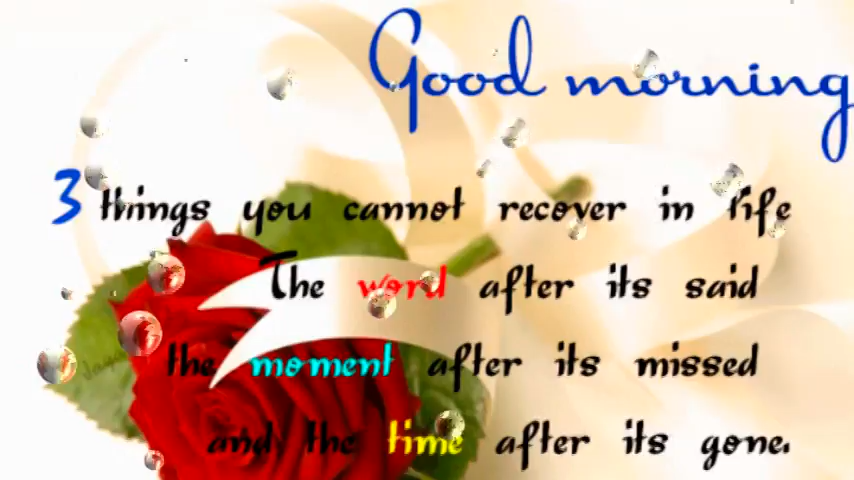 Good morning
3 things you cannot recover in life
The word after its said
the moment after its missed
and the time after its gone.